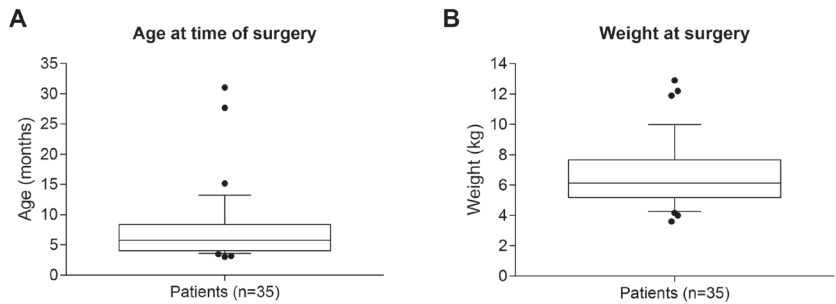 A
Age at time of surgery
Age (months)
35
30
25
20
15
10
5
0
Patients (n=35)
B
Weight at surgery
Weight (kg)
14
12
10
8
6
4
2
0
Patients (n=35)